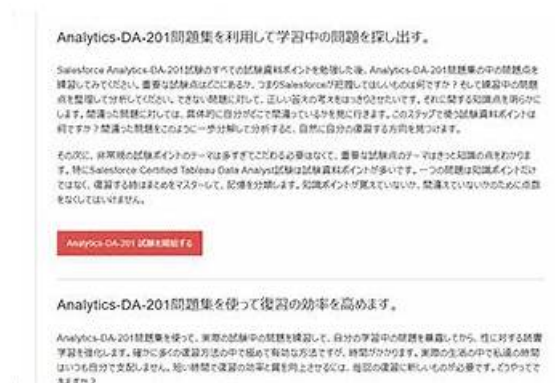 Analytics-DA-201問題集を利用して学習中の問題を探し出す。
Salesforce Analytics-DA-201試験のすべての試験資料ポイントを勉強した後、Analytics-DA-201問題集の中の問題点を
練習してみてください。重要な試験点はどこにあるか、つまりSalesforceが把握してほしいものは何ですか？そして練習中の問題
点を整理して分析してください。できない問題に対して、正しい答えの考えをはっきりさせたいです。それに関する知識点を明らかに
します。間違った問題に対しては、具体的に自分がどこで間違っているかを見に行きます。このステップで使う試験資料ポイントは
何ですか？間違った問題をこのように一歩分解して分析すると、自然に自分の復習する方向を見つけます。
その次に、非常規の試験ポイントのテーマは多すぎてこだわる必要はなくて、重要な試験点のテーマはきっと知識の点をわかりま
す。特にSalesforce Certified Tableau Data Analyst試験は試験資料ポイントが多いです。一つの問題は知識ポイントだけ
ではなく、復習する時はまとめをマスターして、記憶を分類します。知識ポイントが覚えていないか、間違えていないかのために点数
をなくしてはいけません。
Analytics-DA-201 試験を開始する
Analytics-DA-201問題集を使って復習の効率を高めます。
Analytics-DA-201問題集を使って、実際の試験中の問題を練習して、自分の学習中の問題を暴露してから、性に対する読書
学習を強化します。確かに多くの復習方法の中で極めて有効な方法ですが、時間がかかります。実際の生活の中で私達の時間
はいつも自分で支配しません。短い時間で復習の効率と質を向上させるには、毎回の復習に新しいものが必要です。どうやってで
きますか？